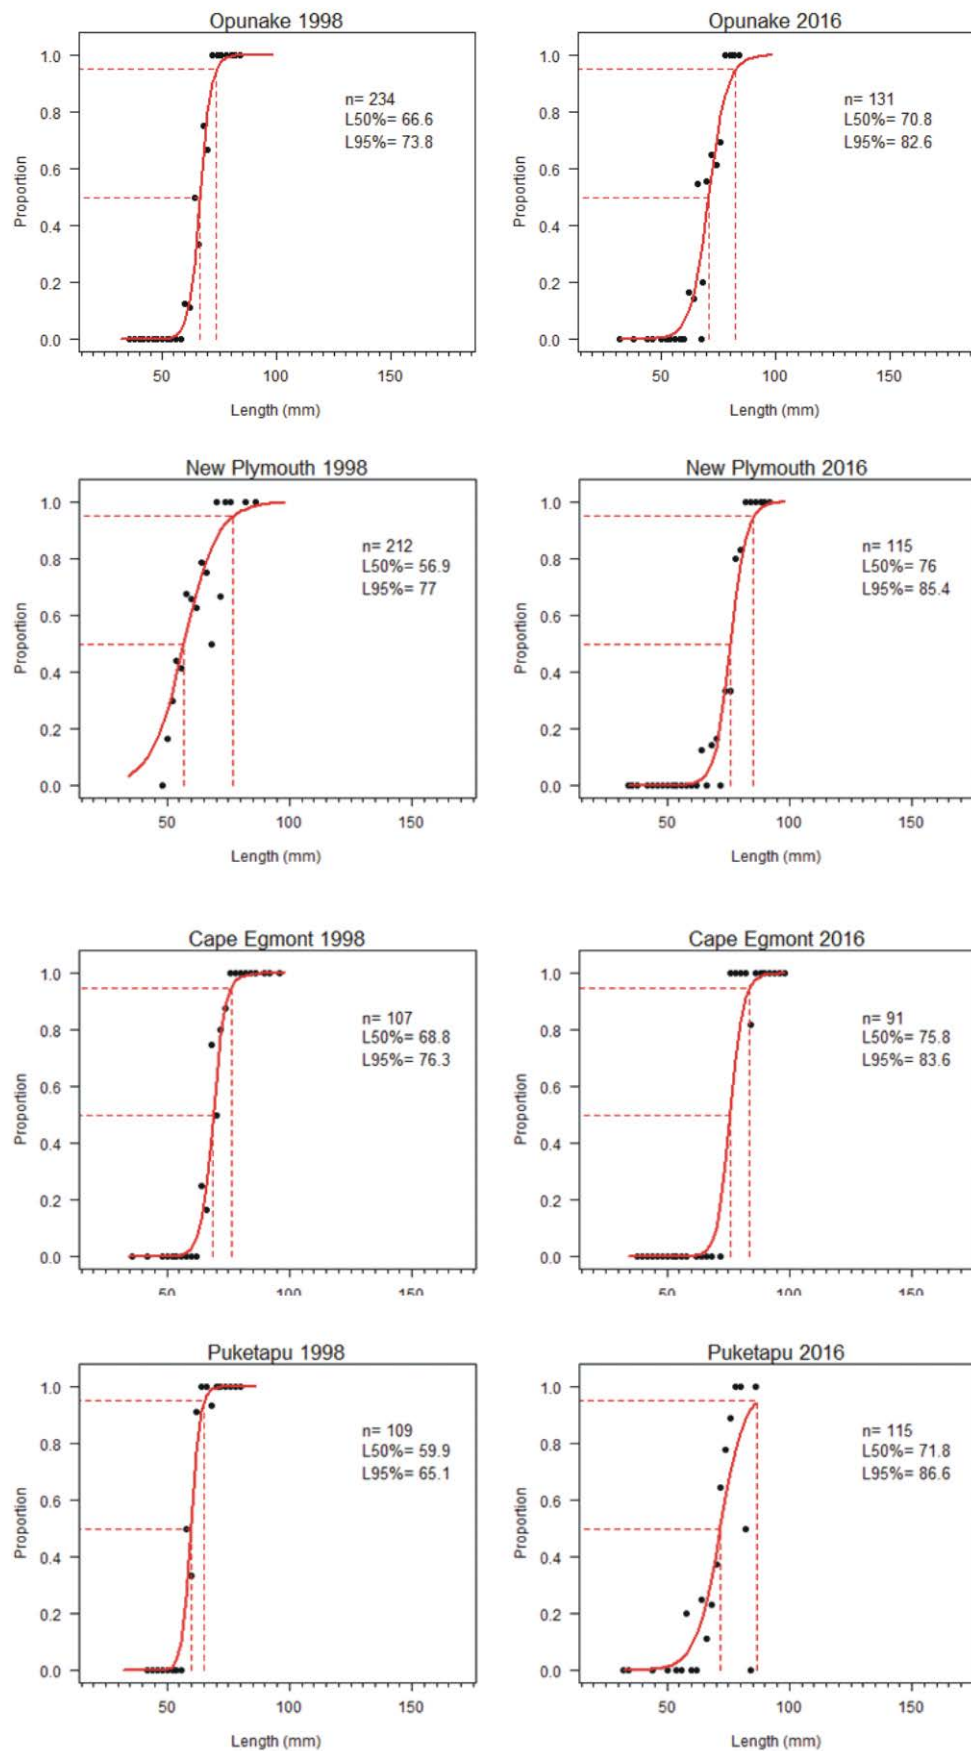 Opunake 1998
1.0
0.8
0.6
0.4
0.2
0.0
Proportion
n= 234
L50%= 66.6
L95%= 73.8
50 100 150
Length (mm)
Opunake 2016
1.0
0.8
0.6
0.4
0.2
0.0
Proportion
n= 131
L50%= 70.8
L95%= 82.6
50 100 150
Length (mm)
New Plymouth 1998
1.0
0.8
0.6
0.4
0.2
0.0
Proportion
n= 212
L50%= 56.9
L95%= 77
50 100 150
Length (mm)
New Plymouth 2016
1.0
0.8
0.6
0.4
0.2
0.0
Proportion
n= 115
L50%= 76
L95%= 85.4
50 100 150
Length (mm)
Cape Egmont 1998
1.0
0.8
0.6
0.4
0.2
0.0
Proportion
n= 107
L50%= 68.8
L95%= 76.3
50 100 150
Cape Egmont 2016
1.0
0.8
0.6
0.4
0.2
0.0
Proportion
n= 91
L50%= 75.8
L95%= 83.6
50 100 150
Puketapu 1998
1.0
0.8
0.6
0.4
0.2
0.0
Proportion
n= 109
L50%= 59.9
L95%= 65.1
50 100 150
Length (mm)
Puketapu 2016
1.0
0.8
0.6
0.4
0.2
0.0
Proportion
n= 115
L50%= 71.8
L95%= 86.6
50 100 150
Length (mm)